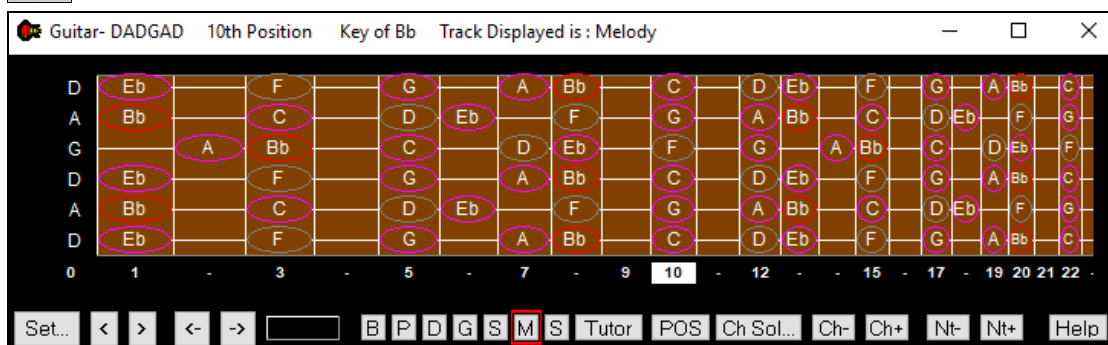 Guitar- DADGAD 10th Position Key of Bb Track Displayed is : Melody
D Eb F G A Bb C D Eb F G A Bb C
A Bb C D Eb F G A Bb C D Eb F G
G A Bb C D Eb F G A Bb C D Eb F
D Eb F G A Bb C D Eb F G A Bb C
A Bb C D Eb F G A Bb C D Eb F G
D Eb F G A Bb C D Eb F G A Bb C
0 1 - 3 - 5 - 7 - 9 10 - 12 - - 15 - 17 - 19 20 21 22 -
Set... < > <- -> B P D G S M S Tutor POS Ch Sol... Ch- Ch+ Nt- Nt+ Help